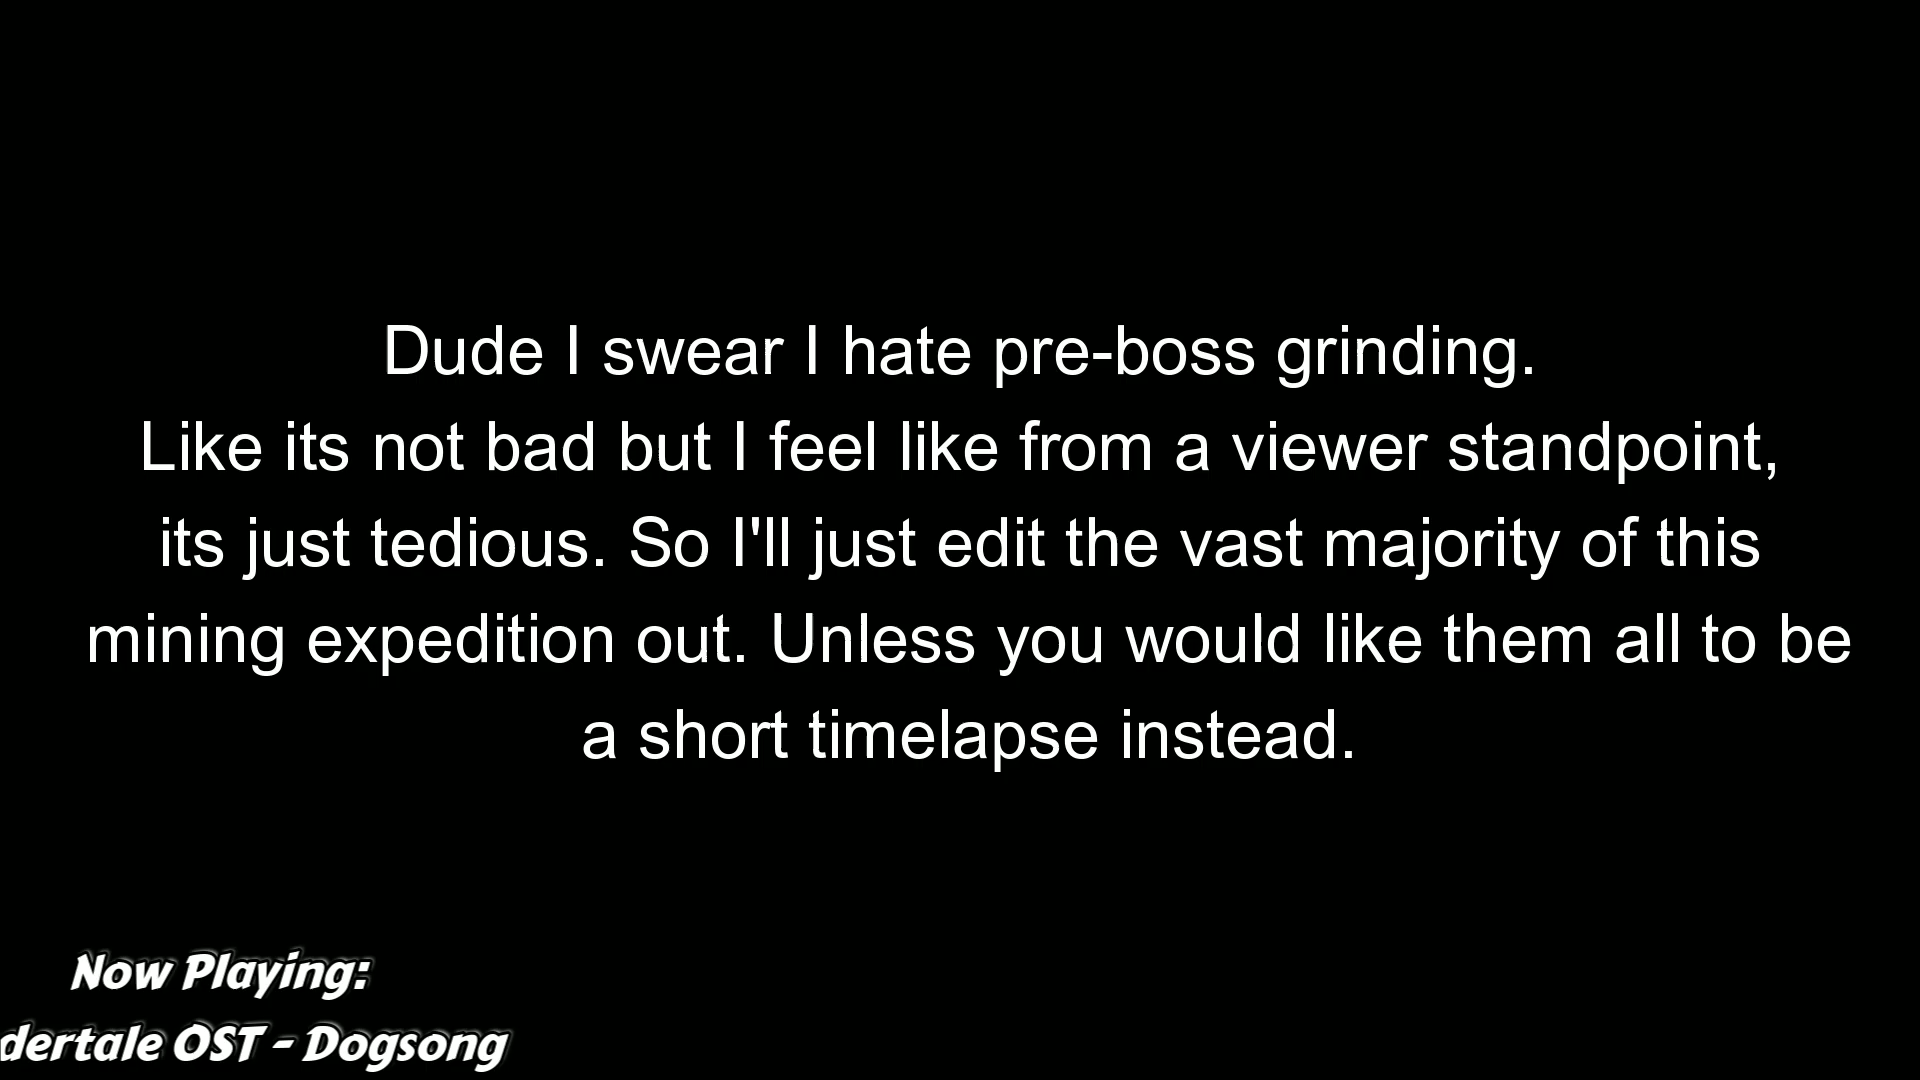 Dude I swear I hate pre-boss grinding.
Like its not bad but I feel like from a viewer standpoint,
its just tedious. So I'll just edit the vast majority of this
mining expedition out. Unless you would like them all to be
a short timelapse instead.
Now Playing:
dertale OST - Dogsong